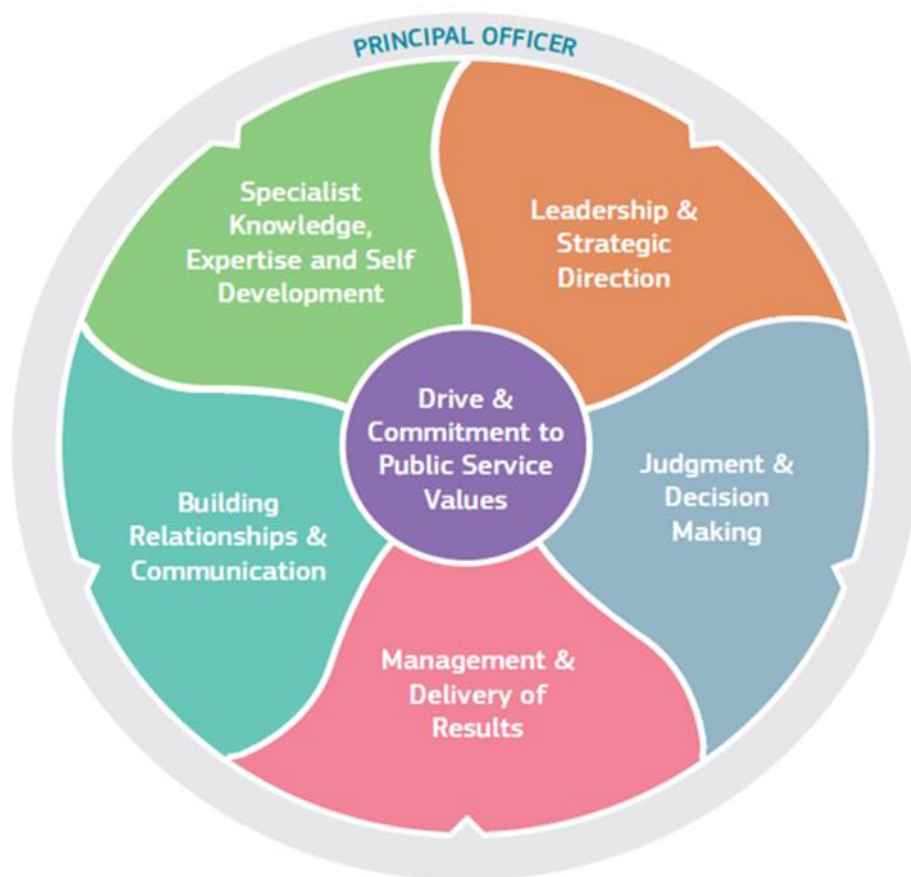 PRINCIPAL OFFICER
Specialist
Knowledge,
Expertise and Self
Development
Leadership &
Strategic
Direction
Drive &
Commitment to
Public Service
Values
Judgment &
Decision
Making
Building
Relationships &
Communication
Management &
Delivery of
Results